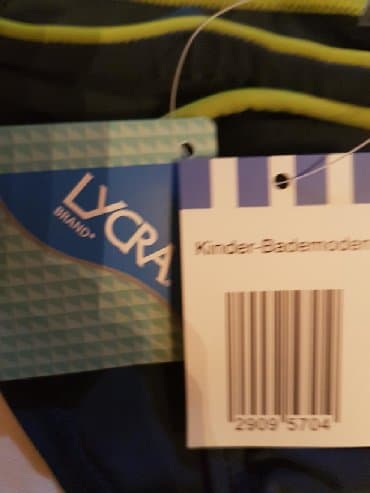 LYCRA
BRAND*
Kinder-Bademoden
2909 5704